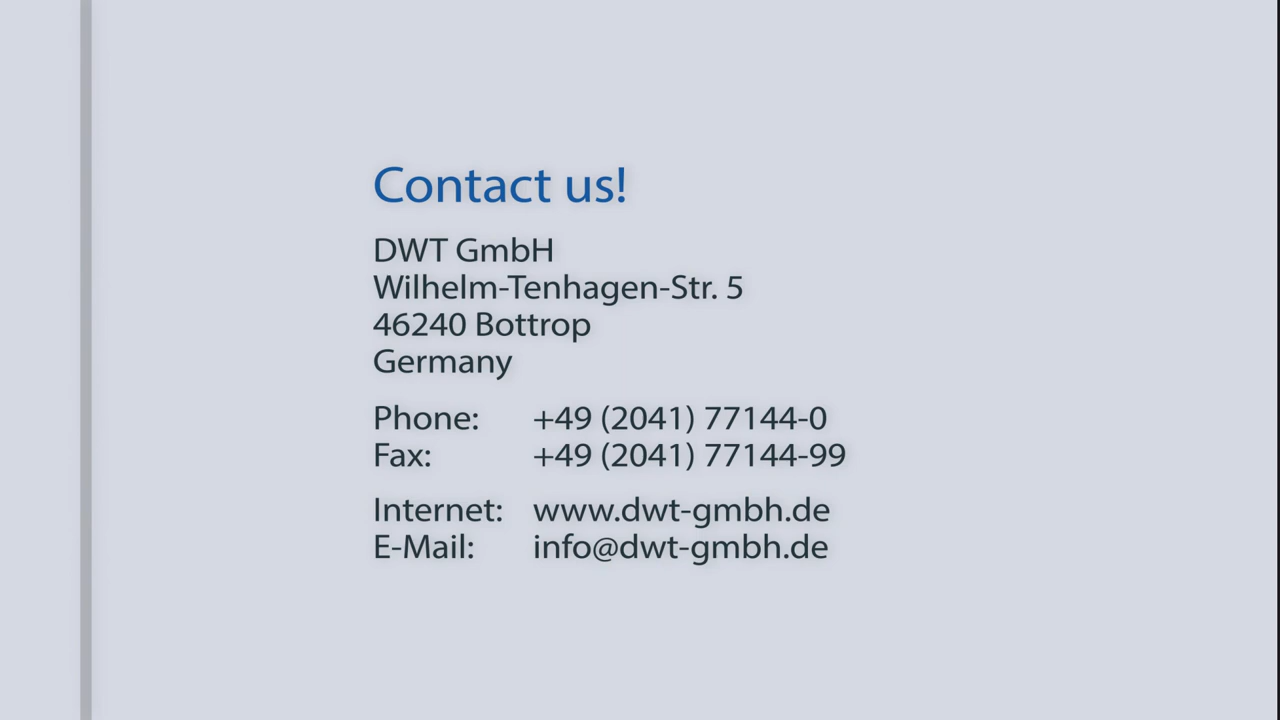 Contact us!
DWT GmbH
Wilhelm-Tenhagen-Str. 5
46240 Bottrop
Germany
Phone: +49 (2041) 77144-0
Fax: +49 (2041) 77144-99
Internet: www.dwt-gmbh.de
E-Mail: info@dwt-gmbh.de